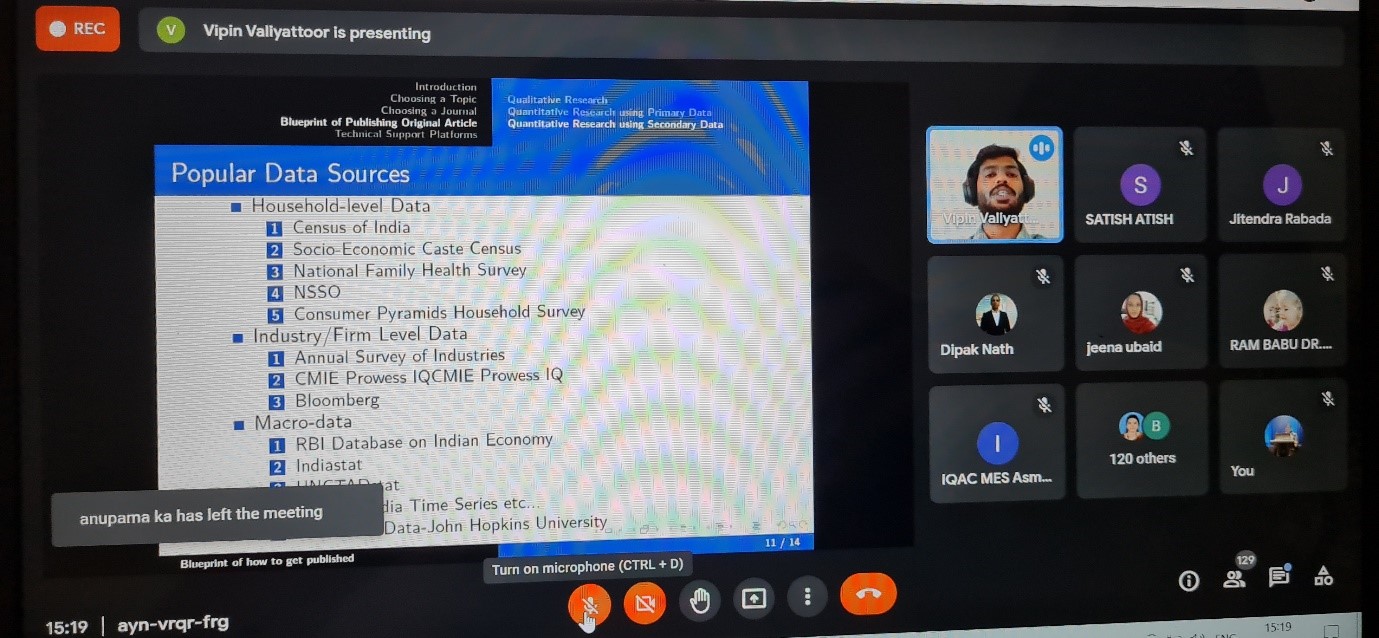 REC
V
Vipin Vallyattoor is presenting
Introduction
Choosing a Topic
Choosing a Journal
Blueprint of Publishing Original Article
Technical Support Platforms
Qualitative Research
Quantitative Research using Primary Data
Quantitative Research using Secondary Data
Popular Data Sources
Household-level Data
1 Census of India
2 Socio-Economic Caste Census
3 National Family Health Survey
4 NSSO
5 Consumer Pyramids Household Survey
Industry/Firm Level Data
1 Annual Survey of Industries
2 CMIE Prowess IQCMIE Prowess IQ
3 Bloomberg
Macro-data
1 RBI Database on Indian Economy
2 Indiastat
Time Series etc...
Data-John Hopkins University
11 / 14
Blueprint of how to get published
anupama ka has left the meeting
Turn on microphone (CTRL + D)
15:19 | ayn-vrqr-frg
Vipin Vallyatt...
S
SATISH ATISH
J
Jitendra Rabada
Dipak Nath
jeena ubaid
RAM BABU DR....
I
IQAC MES Asm...
B
120 others
You
129
15:19